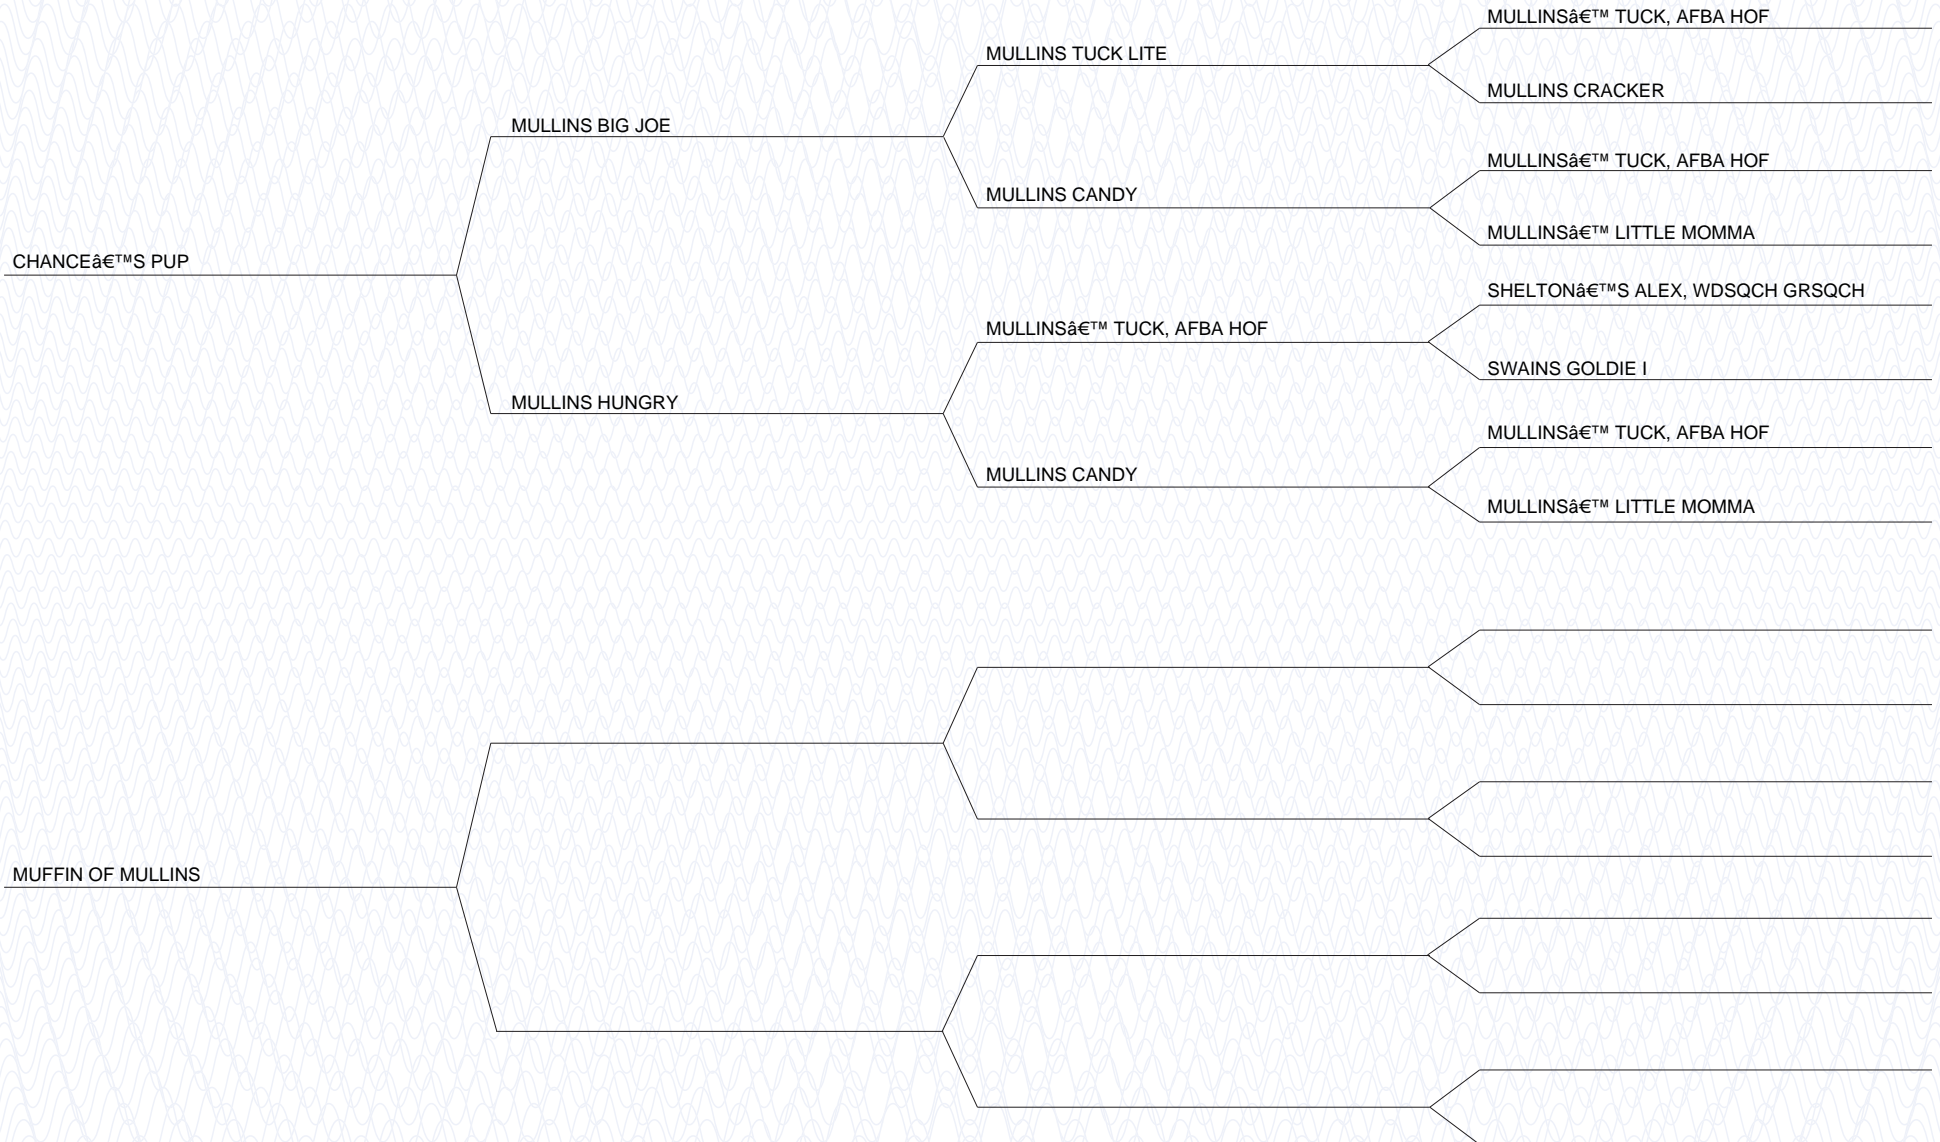 MULLINSâ€™ TUCK, AFBA HOF
MULLINS TUCK LITE
MULLINS CRACKER
MULLINS BIG JOE
MULLINSâ€™ TUCK, AFBA HOF
MULLINS CANDY
MULLINSâ€™ LITTLE MOMMA
CHANCEâ€™S PUP
SHELTONâ€™S ALEX, WDSQCH GRSQCH
MULLINSâ€™ TUCK, AFBA HOF
SWAINS GOLDIE I
MULLINS HUNGRY
MULLINSâ€™ TUCK, AFBA HOF
MULLINS CANDY
MULLINSâ€™ LITTLE MOMMA
MUFFIN OF MULLINS